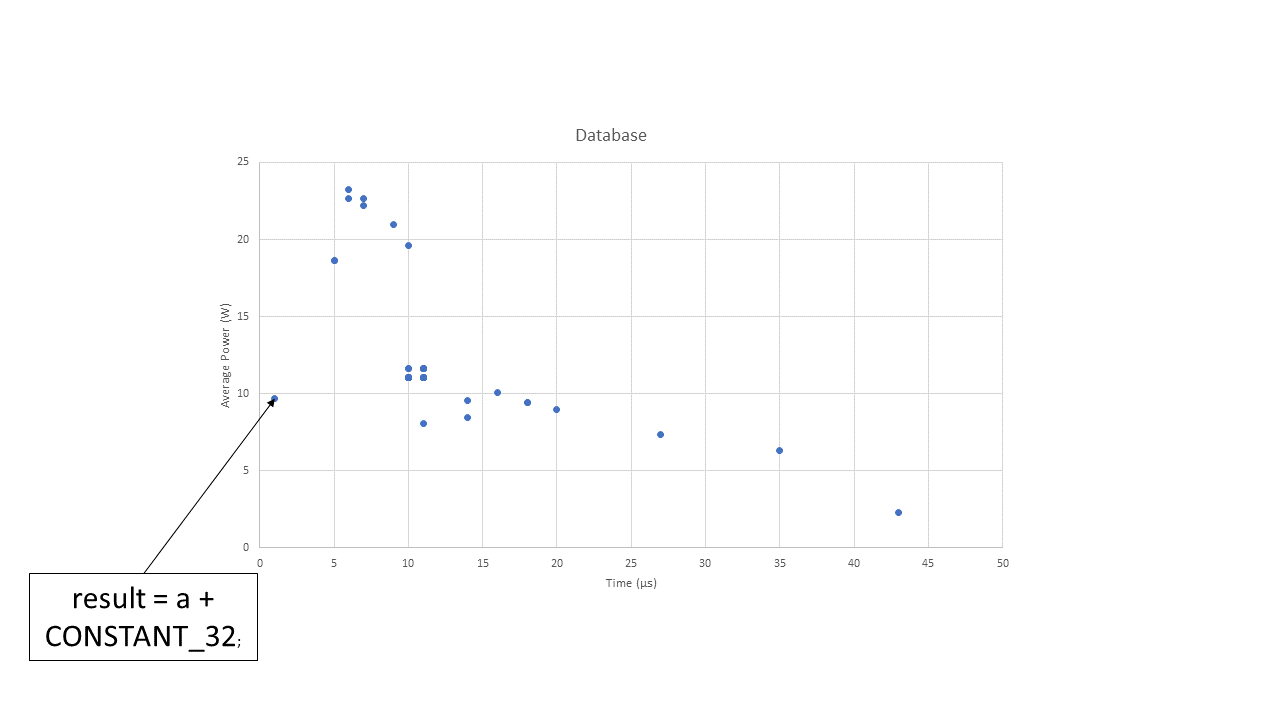 Database
25
20
15
10
5
0
Average Power (W)
0 5 10 15 20 25 30 35 40 45 50
Time (µs)
result = a +
CONSTANT_32;